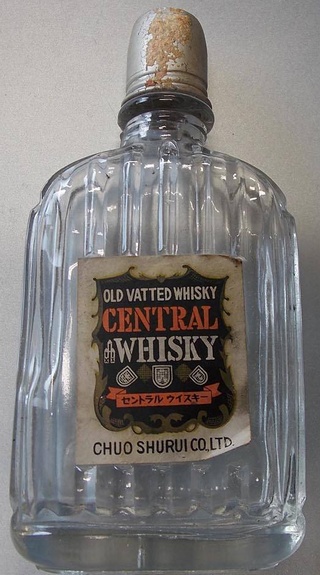 OLD VATTED WHISKY
CENTRAL
WHISKY
セントラル ウイスキー
CHUO SHURUI CO.,LTD.